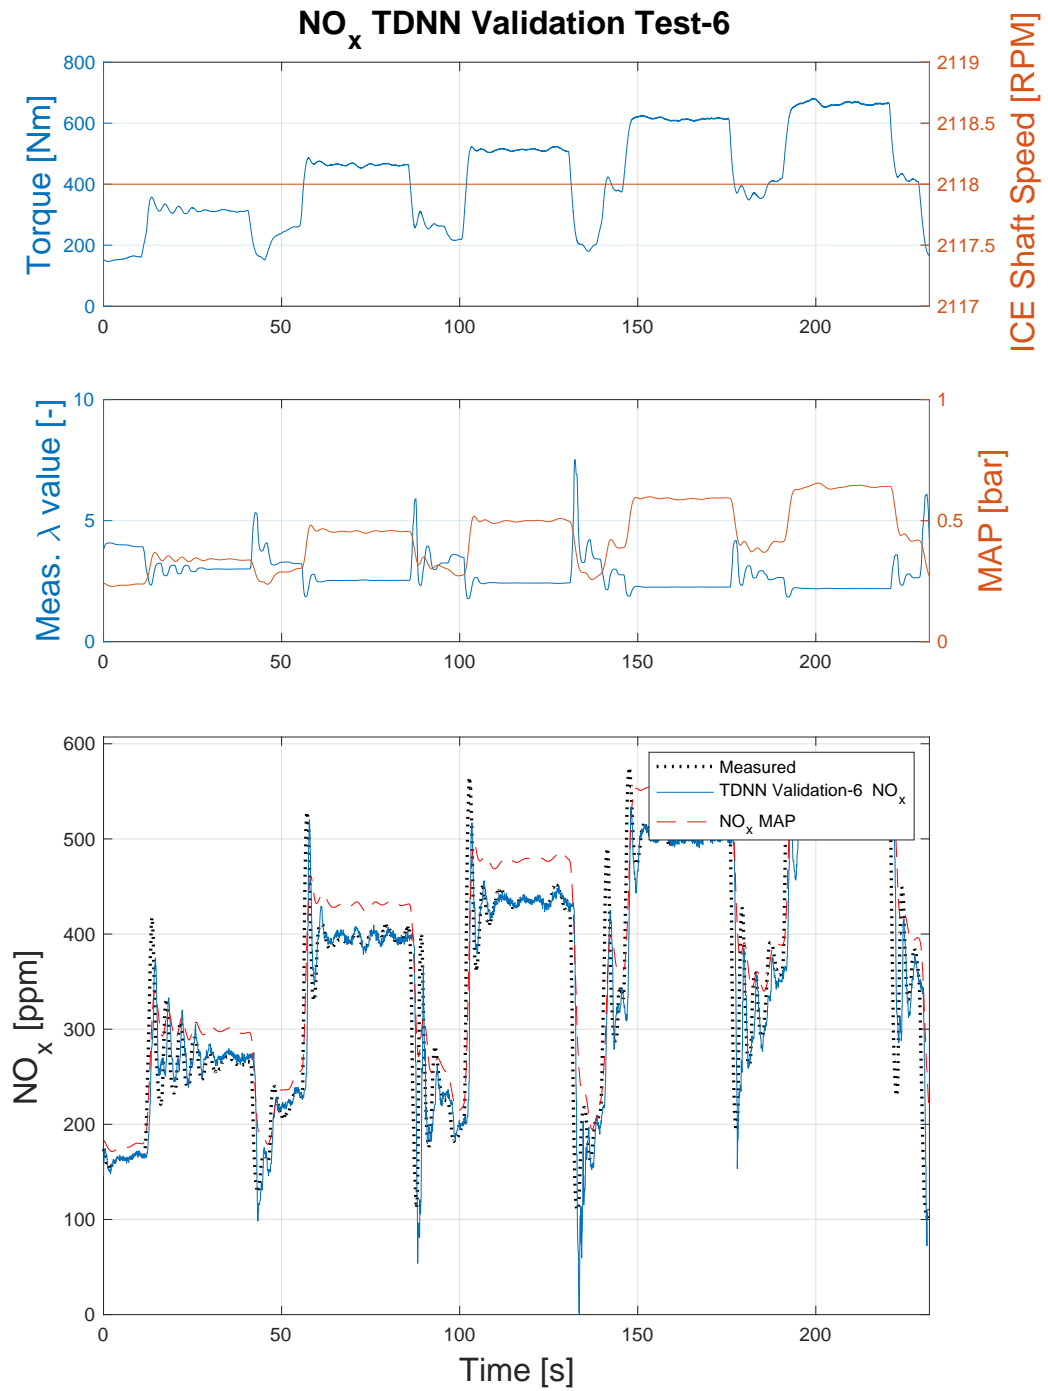 NOx TDNN Validation Test-6
Torque [Nm]
800
600
400
200
0
2119
2118.5
2118
2117.5
2117
ICE Shaft Speed [RPM]
0 50 100 150 200
Meas. λ value [-]
10
5
0
1
0.5
0
MAP [bar]
0 50 100 150 200
NOx [ppm]
600
500
400
300
200
100
0
Measured
TDNN Validation-6 NOx
NOx MAP
0 50 100 150 200
Time [s]